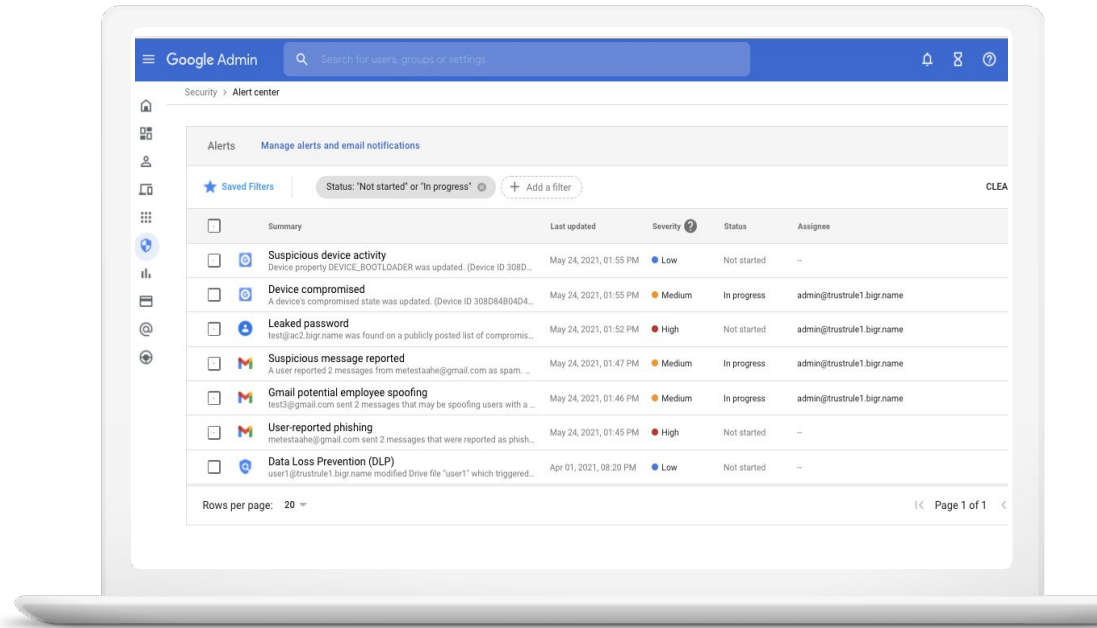 Google Admin
Search for users, groups or settings
Security > Alert center
Alerts Manage alerts and email notifications
Saved Filters Status: "Not started" or "In progress" + Add a filter CLEA
Summary Last updated Severity ? Status Assignee
Suspicious device activity
Device property DEVICE_BOOTLOADER was updated. (Device ID 308D... May 24, 2021, 01:55 PM Low Not started –
Device compromised
A device's compromised state was updated. (Device ID 308D84B04D4... May 24, 2021, 01:55 PM Medium In progress admin@trustrule1.bigr.name
Leaked password
test@ac2.bigr.name was found on a publicly posted list of compromis... May 24, 2021, 01:52 PM High Not started admin@trustrule1.bigr.name
Suspicious message reported
A user reported 2 messages from metestaahe@gmail.com as spam. ... May 24, 2021, 01:47 PM Medium In progress admin@trustrule1.bigr.name
Gmail potential employee spoofing
test3@gmail.com sent 2 messages that may be spoofing users with a ... May 24, 2021, 01:46 PM Medium In progress admin@trustrule1.bigr.name
User-reported phishing
metestaahe@gmail.com sent 2 messages that were reported as phish... May 24, 2021, 01:45 PM High Not started –
Data Loss Prevention (DLP)
user1@trustrule1.bigr.name modified Drive file "user1" which triggered... Apr 01, 2021, 08:20 PM Low Not started –
Rows per page: 20 Page 1 of 1